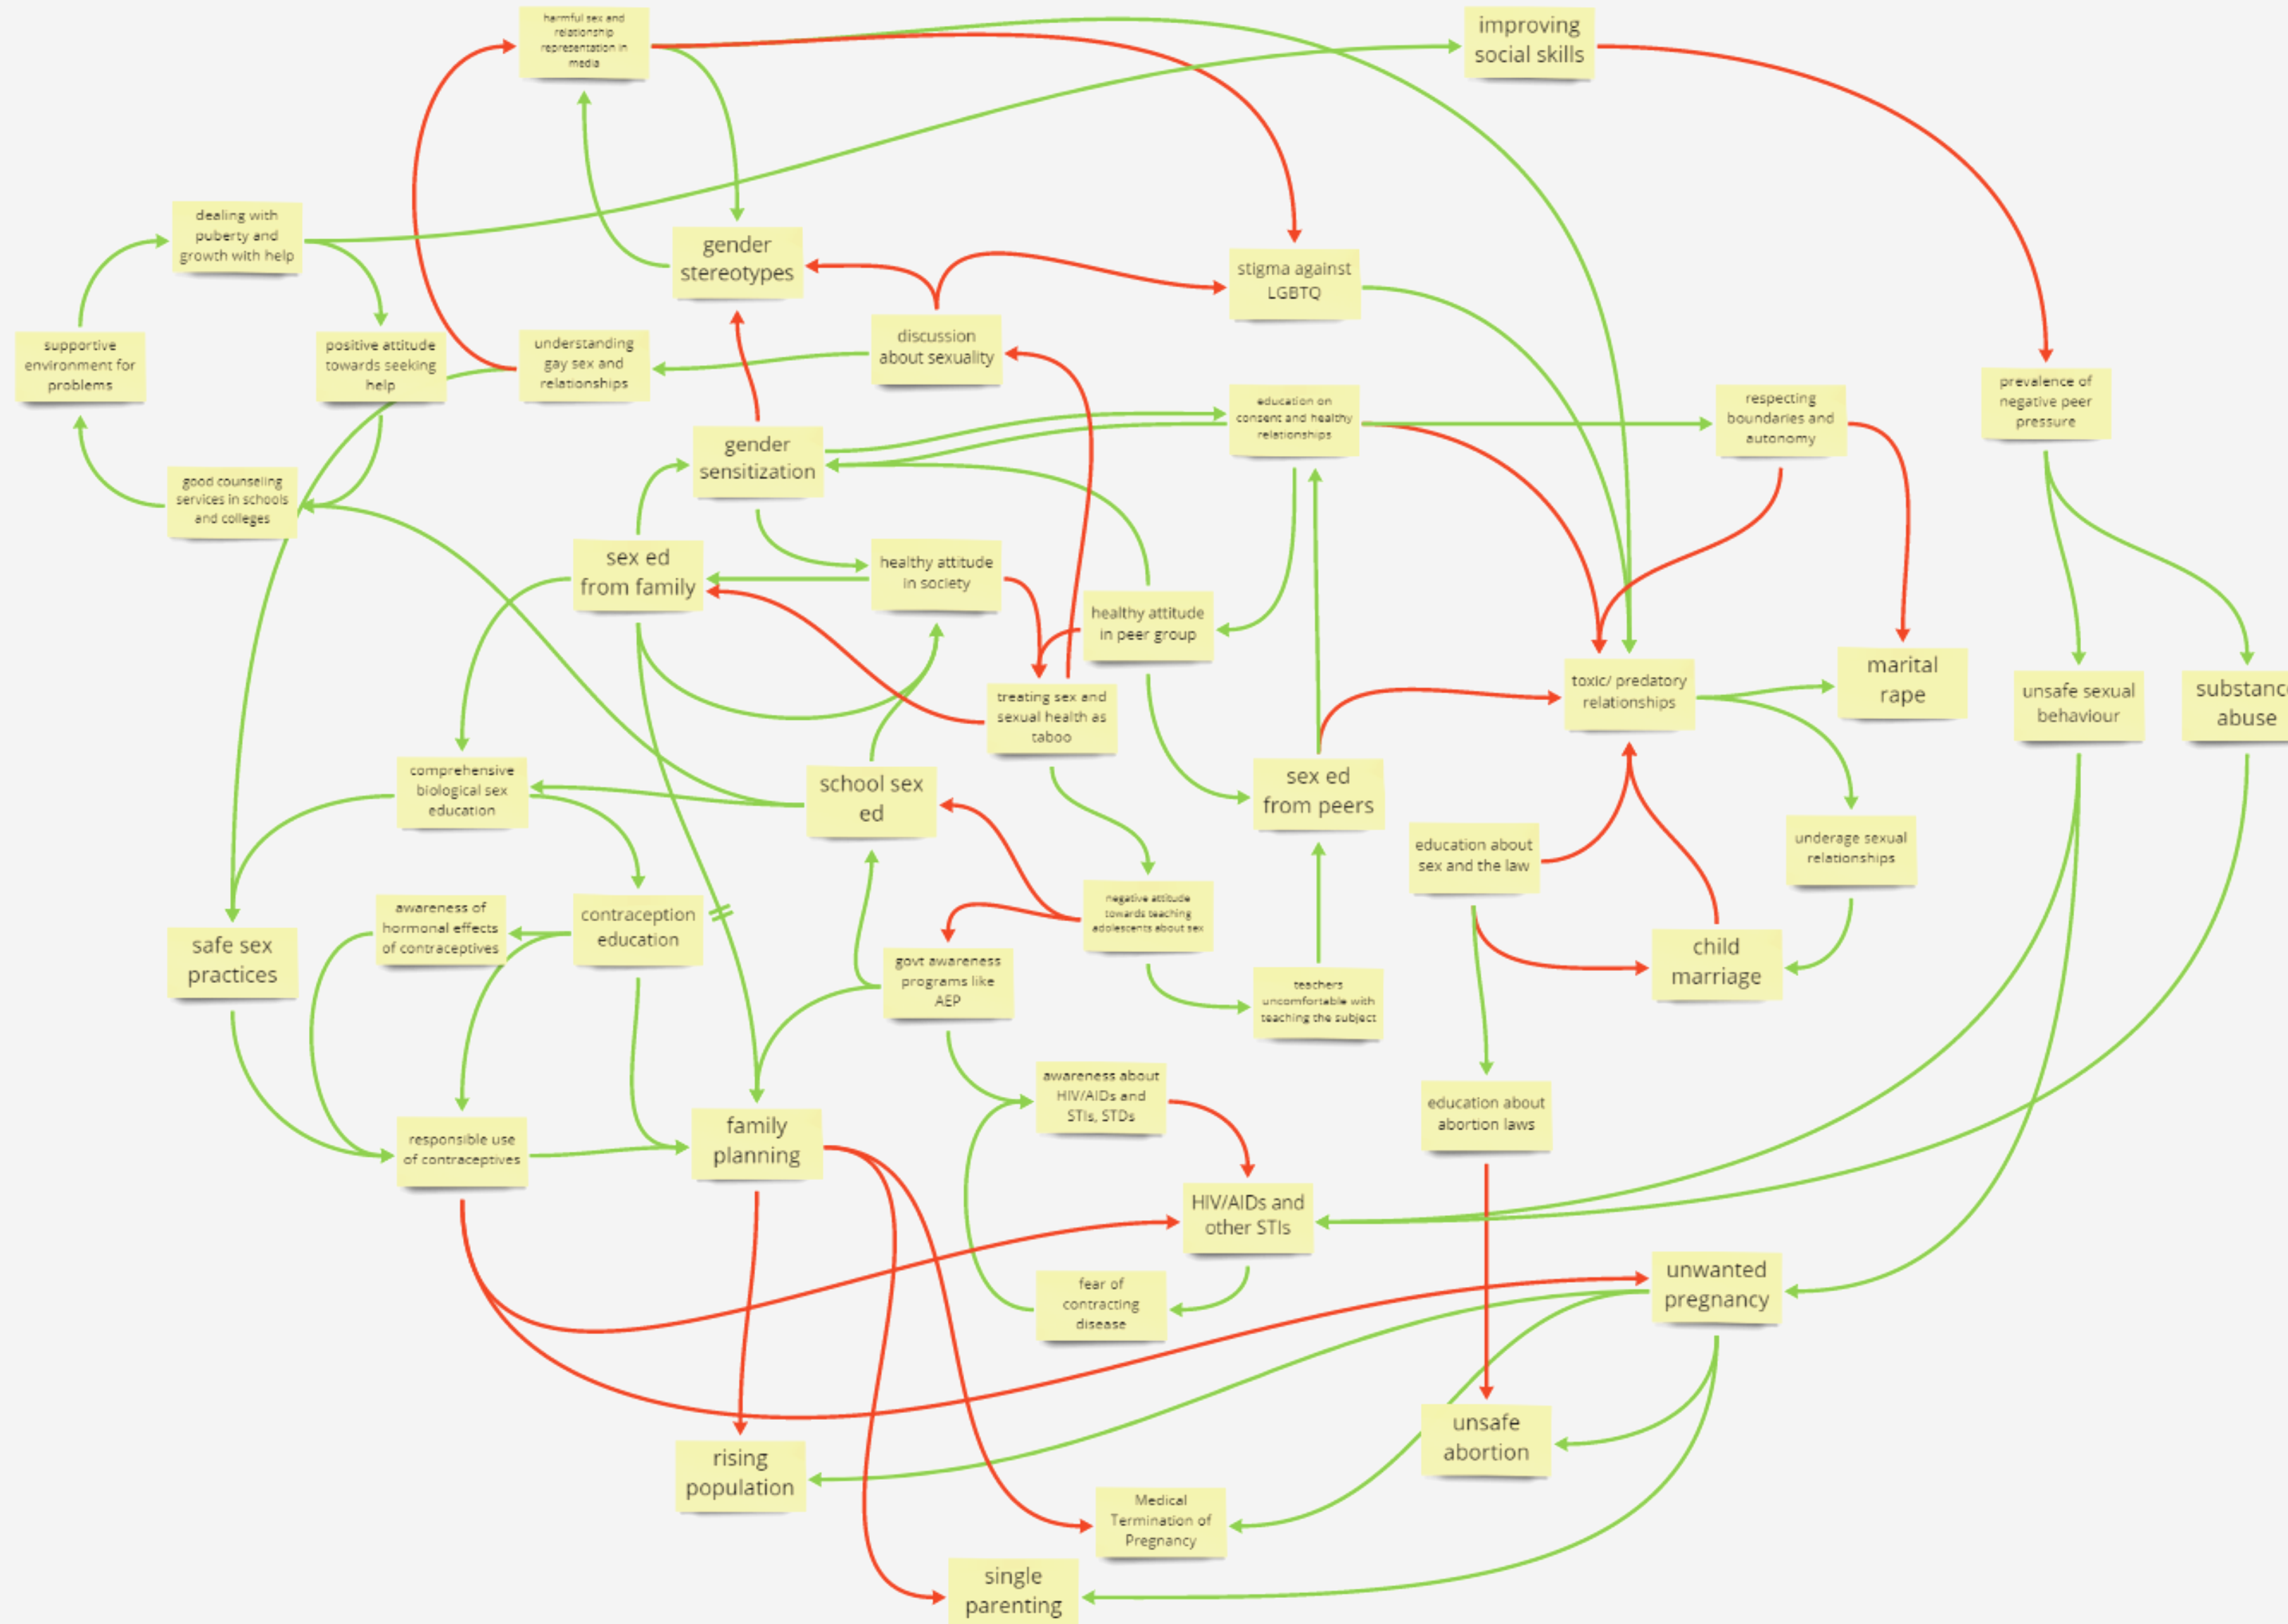 harmful sex and
relationship
representation in
media
improving
social skills
dealing with
puberty and
growth with help
gender
stereotypes
stigma against
LGBTQ
supportive
environment for
problems
positive attitude
towards seeking
help
understanding
gay sex and
relationships
discussion
about sexuality
education on
consent and healthy
relationships
respecting
boundaries and
autonomy
prevalence of
negative peer
pressure
gender
sensitization
good counseling
services in schools
and colleges
sex ed
from family
healthy attitude
in society
healthy attitude
in peer group
treating sex and
sexual health as
taboo
toxic/ predatory
relationships
marital
rape
unsafe sexual
behaviour
substance
abuse
comprehensive
biological sex
education
school sex
ed
sex ed
from peers
education about
sex and the law
underage sexual
relationships
awareness of
hormonal effects
of contraceptives
contraception
education
negative attitude
towards teaching
adolescents about sex
safe sex
practices
govt awareness
programs like
AEP
teachers
uncomfortable with
teaching the subject
child
marriage
awareness about
HIV/AIDs and
STIs, STDs
education about
abortion laws
responsible use
of contraceptives
family
planning
HIV/AIDs and
other STIs
fear of
contracting
disease
unwanted
pregnancy
unsafe
abortion
rising
population
Medical
Termination of
Pregnancy
single
parenting